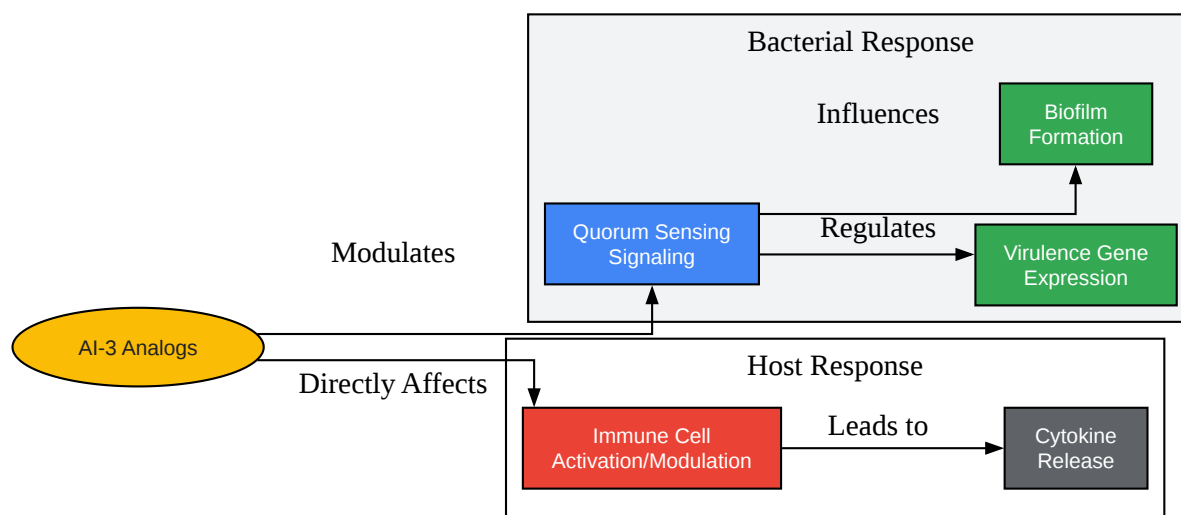 Bacterial Response
Influences
Biofilm
Formation
Quorum Sensing
Signaling
Regulates
Virulence Gene
Expression
Modulates
AI-3 Analogs
Directly Affects
Host Response
Immune Cell
Activation/Modulation
Leads to
Cytokine
Release